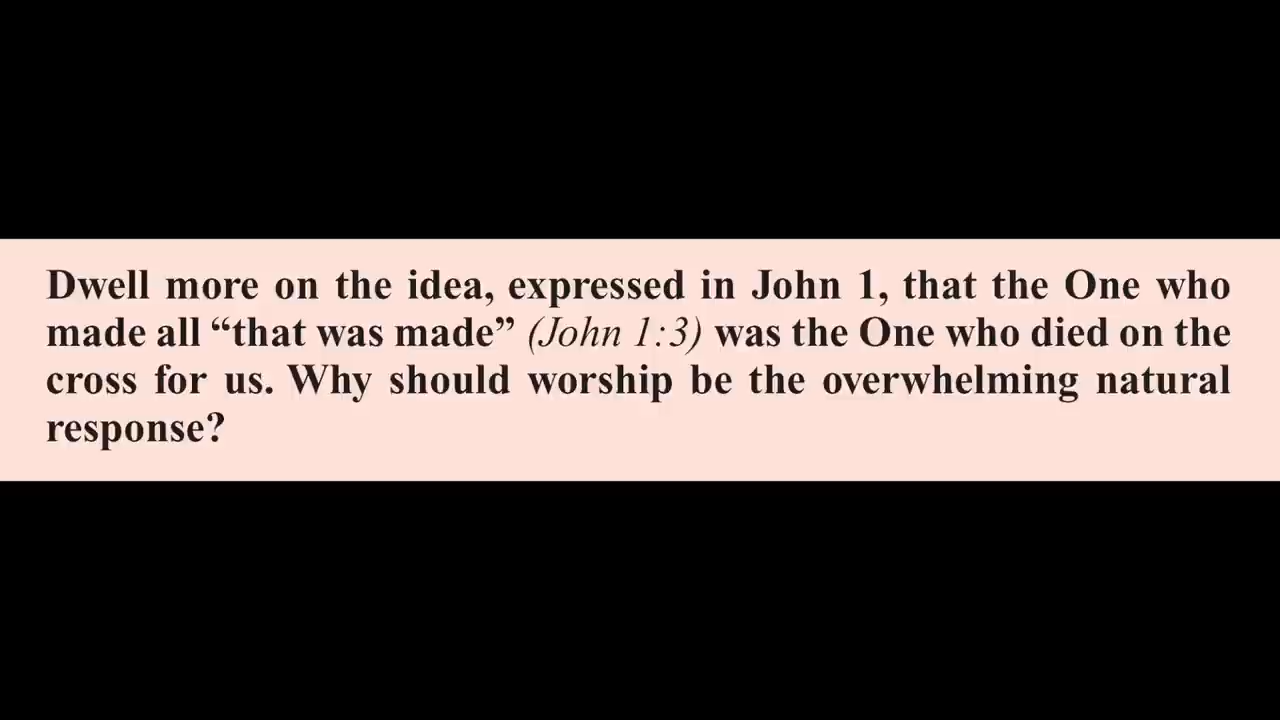 Dwell more on the idea, expressed in John 1, that the One who
made all “that was made” (John 1:3) was the One who died on the
cross for us. Why should worship be the overwhelming natural
response?